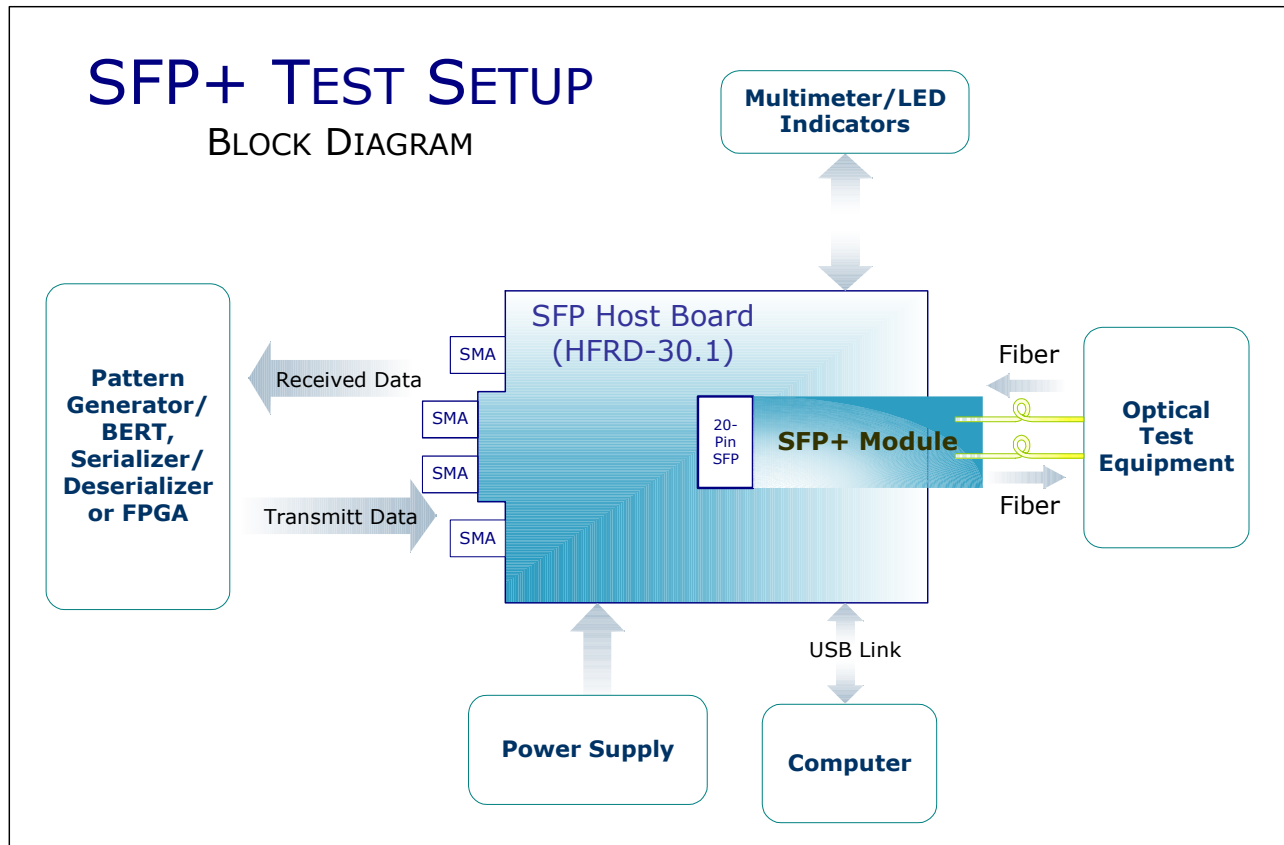 SFP+ TEST SETUP
BLOCK DIAGRAM
Multimeter/LED
Indicators
SFP Host Board
(HFRD-30.1)
SMA
SMA
SMA
SMA
Received Data
Transmitt Data
Pattern
Generator/
BERT,
Serializer/
Deserializer
or FPGA
20-
Pin
SFP
SFP+ Module
Fiber
Fiber
Optical
Test
Equipment
USB Link
Power Supply
Computer